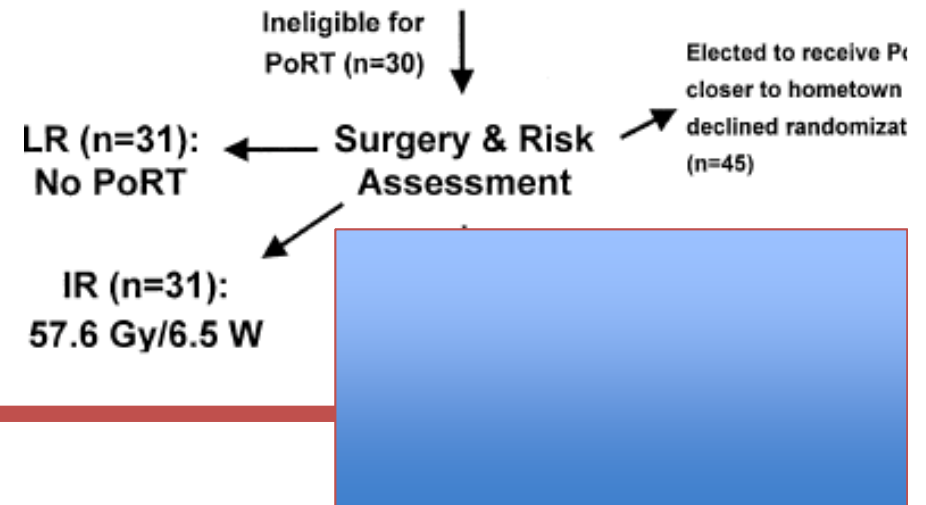 Ineligible for
PoRT (n=30)
Elected to receive
closer to hometown
declined
(n=45)
LR (n=31):
No PoRT
Surgery & Risk
Assessment
IR (n=31):
57.6 Gy/6.5 W